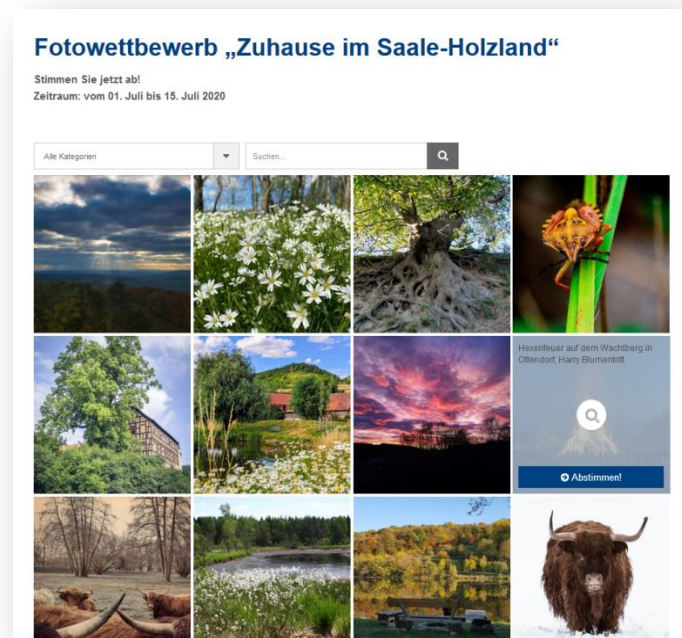 Fotowettbewerb „Zuhause im Saale-Holzland“
Stimmen Sie jetzt ab!
Zeitraum: vom 01. Juli bis 15. Juli 2020
Alle Kategorien
Suchen...
Hexenfeuer auf dem Wachtberg in
Ottendorf, Harry Blumentritt
Abstimmen!